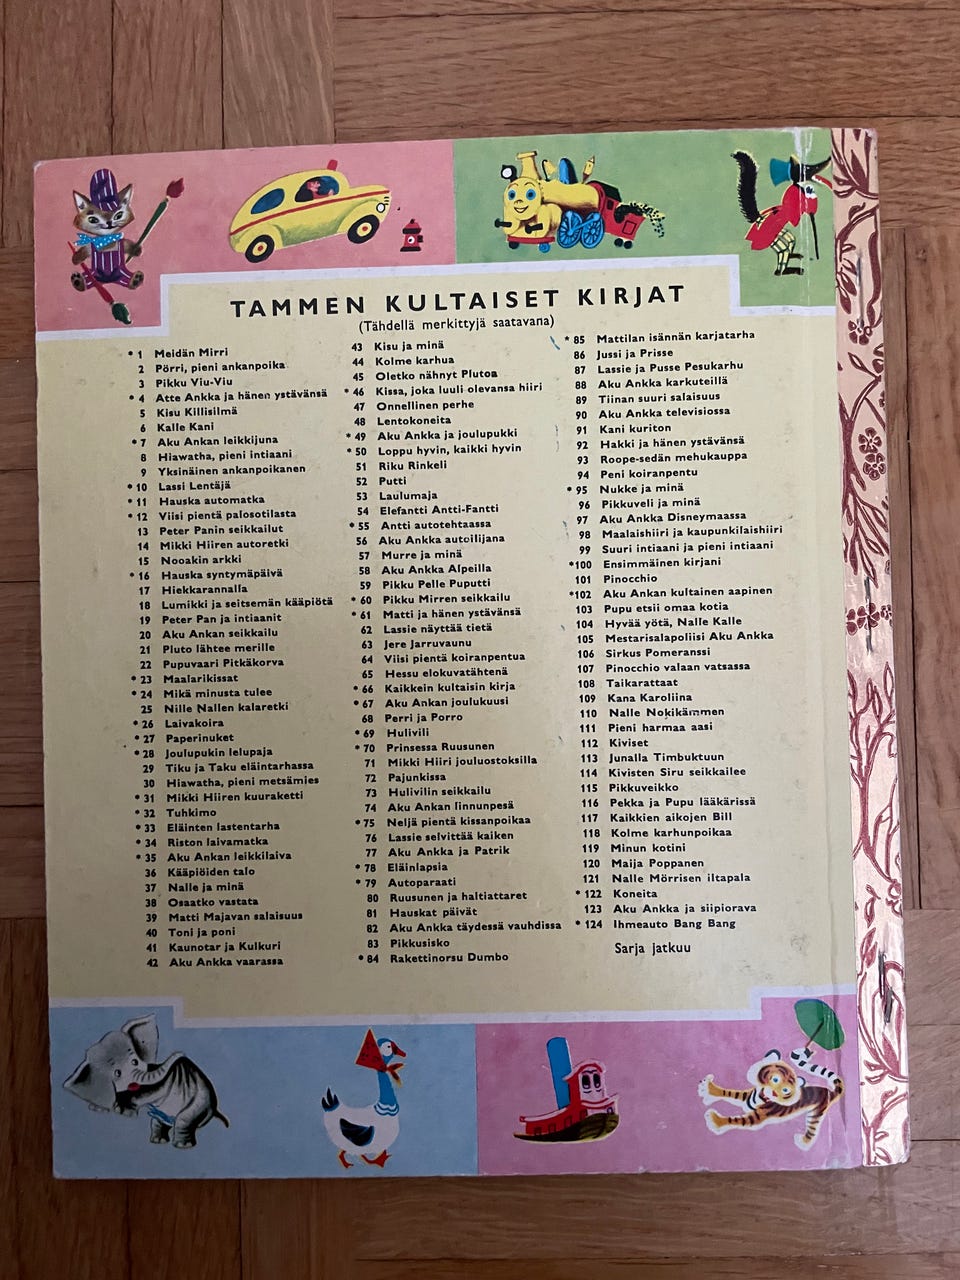 TAMMEN KULTAISET KIRJAT
(Tähdellä merkittyjä saatavana)
* 1 Meidän Mirri
2 Pörri, pieni ankanpoika
3 Pikku Viu-Viu
* 4 Atte Ankka ja hänen ystävänsä
5 Kisu Killisilmä
6 Kalle Kani
* 7 Aku Ankan leikkijuna
8 Hiawatha, pieni intiaani
9 Yksinäinen ankanpoikanen
* 10 Lassi Lentäjä
* 11 Hauska automatka
* 12 Viisi pientä palosotilasta
13 Peter Panin seikkailut
14 Mikki Hiiren autoretki
15 Nooakin arkki
* 16 Hauska syntymäpäivä
17 Hiekkarannalla
18 Lumikki ja seitsemän kääpiötä
19 Peter Pan ja intiaanit
20 Aku Ankan seikkailu
21 Pluto lähtee merille
22 Pupuvaari Pitkäkorva
* 23 Maalarikissat
* 24 Mikä minusta tulee
25 Nille Nallen kalaretki
* 26 Laivakoira
* 27 Paperinuket
* 28 Joulupukin lelupaja
29 Tiku ja Taku eläintarhassa
30 Hiawatha, pieni metsämies
* 31 Mikki Hiiren kuuraketti
* 32 Tuhkimo
* 33 Eläinten lastentarha
* 34 Riston laivamatka
* 35 Aku Ankan leikkilaiva
36 Kääpiöiden talo
37 Nalle ja minä
38 Osaatko vastata
39 Matti Majavan salaisuus
40 Toni ja poni
41 Kaunotar ja Kulkuri
42 Aku Ankka vaarassa
43 Kisu ja minä
44 Kolme karhua
45 Oletko nähnyt Plutoa
* 46 Kissa, joka luuli olevansa hiiri
47 Onnellinen perhe
48 Lentokoneita
* 49 Aku Ankka ja joulupukki
* 50 Loppu hyvin, kaikki hyvin
51 Riku Rinkeli
52 Putti
53 Laulumaja
54 Elefantti Antti-Fantti
* 55 Antti autotehtaassa
56 Aku Ankka autoilijana
57 Murre ja minä
58 Aku Ankka Alpeilla
59 Pikku Pelle Puputti
* 60 Pikku Mirren seikkailu
* 61 Matti ja hänen ystävänsä
62 Lassie näyttää tietä
63 Jere Jarruvaunu
64 Viisi pientä koiranpentua
65 Hessu elokuvatähtenä
* 66 Kaikkein kultaisin kirja
* 67 Aku Ankan joulukuusi
68 Perri ja Porro
* 69 Hulivili
* 70 Prinsessa Ruusunen
71 Mikki Hiiri jouluostoksilla
72 Pajunkissa
73 Hulivilin seikkailu
74 Aku Ankan linnunpesä
* 75 Neljä pientä kissanpoikaa
76 Lassie selvittää kaiken
77 Aku Ankka ja Patrik
* 78 Eläinlapsia
* 79 Autoparaati
80 Ruusunen ja haltiattaret
81 Hauskat päivät
82 Aku Ankka täydessä vauhdissa
83 Pikkusisko
* 84 Rakettinorsu Dumbo
* 85 Mattilan isännän karjatarha
86 Jussi ja Prisse
87 Lassie ja Pusse Pesukarhu
88 Aku Ankka karkuteillä
89 Tiinan suuri salaisuus
90 Aku Ankka televisiossa
91 Kani kuriton
92 Hakki ja hänen ystävänsä
93 Roope-sedän mehukauppa
94 Peni koiranpentu
* 95 Nukke ja minä
96 Pikkuveli ja minä
97 Aku Ankka Disneymaassa
98 Maalaishiiri ja kaupunkilaishiiri
99 Suuri intiaani ja pieni intiaani
*100 Ensimmäinen kirjani
101 Pinocchio
*102 Aku Ankan kultainen aapinen
103 Pupu etsii omaa kotia
104 Hyvää yötä, Nalle Kalle
105 Mestarisalapoliisi Aku Ankka
106 Sirkus Pomeranssi
107 Pinocchio valaan vatsassa
108 Taikarattaat
109 Kana Karoliina
110 Nalle Nokikämmen
111 Pieni harmaa aasi
112 Kiviset
113 Junalla Timbuktuun
114 Kivisten Siru seikkailee
115 Pikkuveikko
116 Pekka ja Pupu lääkärissä
117 Kaikkien aikojen Bill
118 Kolme karhunpoikaa
119 Minun kotini
120 Maija Poppanen
121 Nalle Mörrisen iltapala
* 122 Koneita
123 Aku Ankka ja siipiorava
* 124 Ihmeauto Bang Bang
Sarja jatkuu